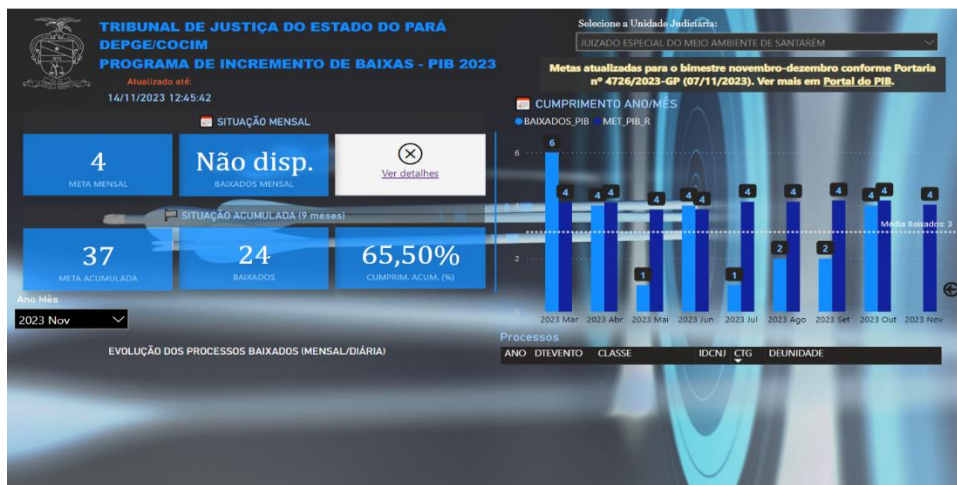 TRIBUNAL DE JUSTIÇA DO ESTADO DO PARÁ
DEPGE/COCIM
PROGRAMA DE INCREMENTO DE BAIXAS - PIB 2023
Atualizado até:
14/11/2023 12:45:42
Selecione a Unidade Judiciária:
JUIZADO ESPECIAL DO MEIO AMBIENTE DE SANTARÉM
Metas atualizadas para o bimestre novembro-dezembro conforme Portaria
nº 4726/2023-GP (07/11/2023). Ver mais em Portal do PIB.
SITUAÇÃO MENSAL
4
META MENSAL
Não disp.
BAIXADOS MENSAL
Ver detalhes
SITUAÇÃO ACUMULADA (9 meses)
37
META ACUMULADA
24
BAIXADOS
65,50%
CUMPRIM. ACUM. (%)
Ano Mês
2023 Nov
EVOLUÇÃO DOS PROCESSOS BAIXADOS (MENSAL/DIÁRIA)
CUMPRIMENTO ANO/MÊS
BAIXADOS_PIB MET_PIB_R
6
4
2
6 4 4 4 1 4 4 4 1 4 2 4 2 4 4 4 4
Média Baixados: 3
2023 Mar 2023 Abr 2023 Mai 2023 Jun 2023 Jul 2023 Ago 2023 Set 2023 Out 2023 Nov
Processos
ANO DTEVENTO CLASSE IDCNJ CTG DEUNIDADE